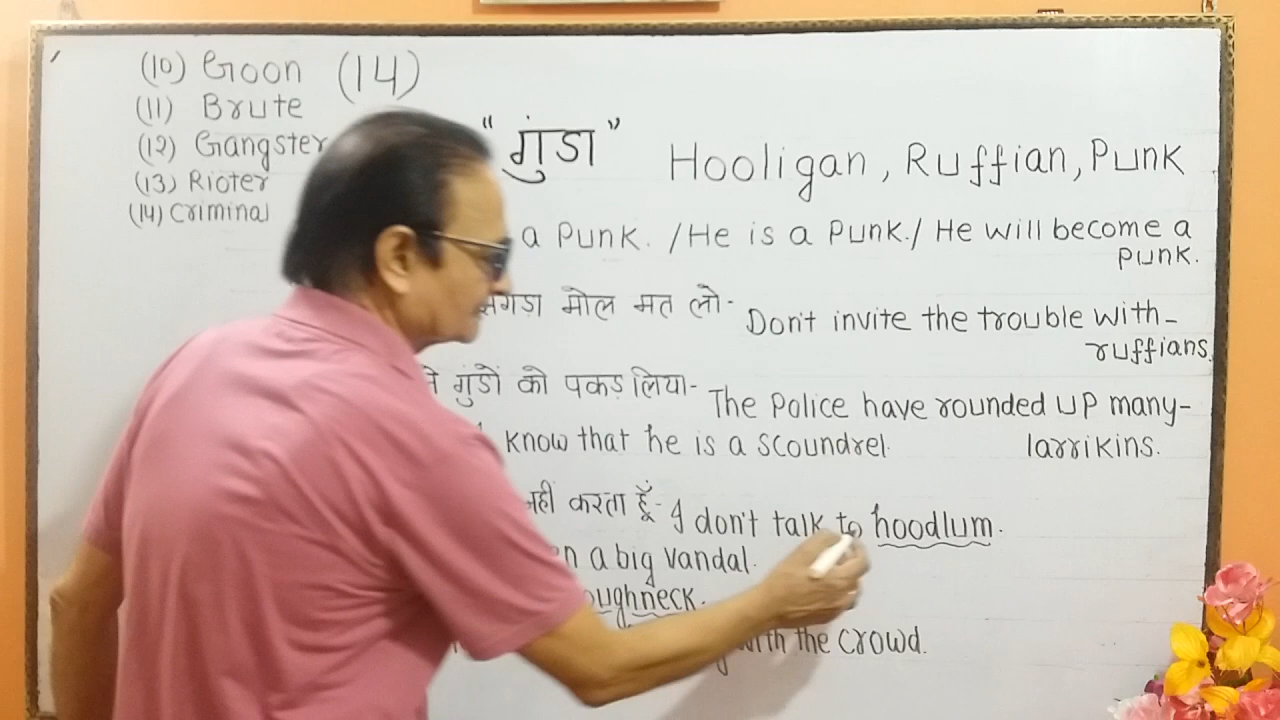 (10) Goon (14)
(11) Brute
(12) Gangster
(13) Rioter
(14) Criminal
"गुंडा" Hooligan, Ruffian, Punk
a Punk. / He is a Punk. / He will become a
Punk.
झगड़ा मोल मत लो- Don't invite the trouble with-
ruffians.
ने गुंडों को पकड़ लिया- The Police have rounded up many-
larrikins.
know that he is a scoundrel.
नही करता हूँ- I don't talk to hoodlum.
a big vandal.
with the crowd.